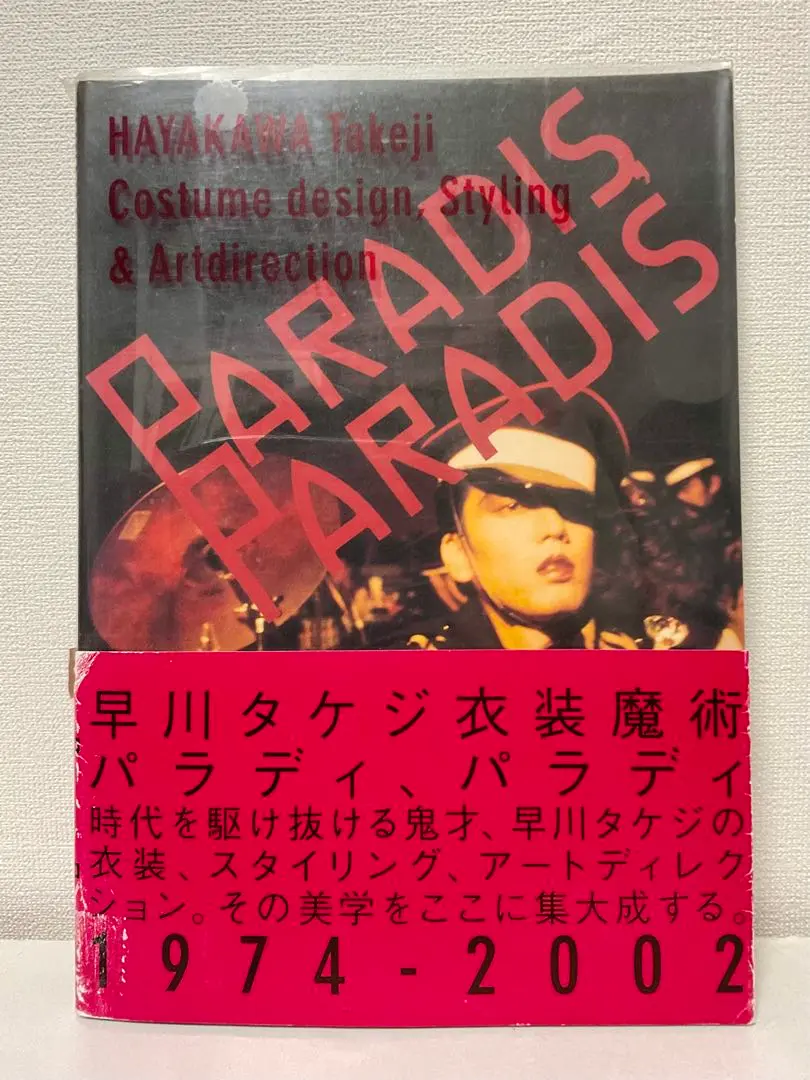 HAYAKAWA Takeji
Costume design, Styling
& Artdirection
PARADIS
PARADIS
早川タケジ衣装魔術
パラディ、パラディ
時代を駆け抜ける鬼才、早川タケジの
衣装、スタイリング、アートディレク
ション。その美学をここに集大成する。
1974-2002